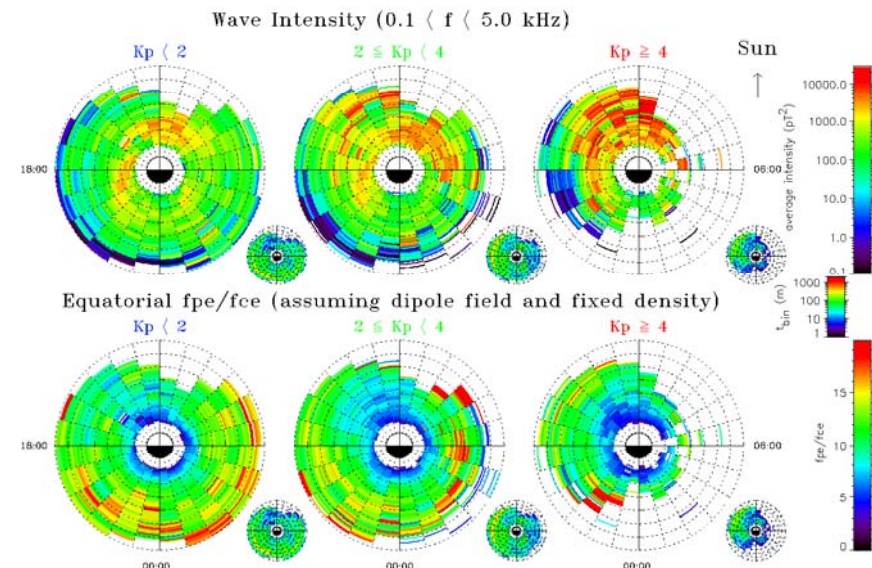 Wave Intensity (0.1 < f < 5.0 kHz)
Kp < 2
2 ≦ Kp < 4
Kp ≧ 4
Sun
18:00
06:00
10000.0
1000.0
100.0
10.0
1.0
0.1
average intensity (pT²)
Equatorial fpe/fce (assuming dipole field and fixed density)
Kp < 2
2 ≦ Kp < 4
Kp ≧ 4
1000
100
10
1
t_bin (m)
18:00
06:00
15
10
5
0
fpe/fce
00:00
00:00
00:00